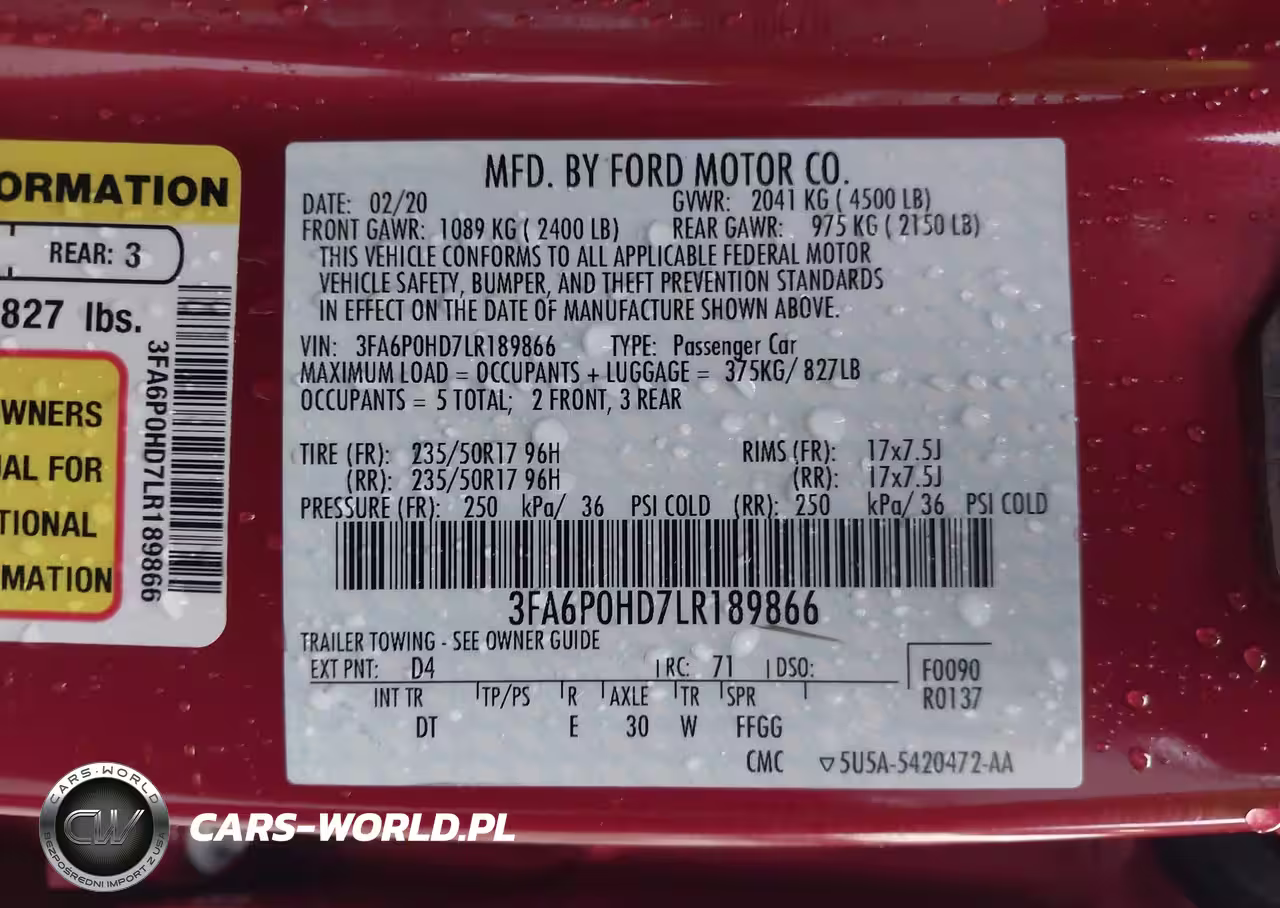 ORMATION
REAR: 3
827 lbs.
WNERS
AL FOR
TIONAL
MATION
3FA6P0HD7LR189866
MFD. BY FORD MOTOR CO.
DATE: 02/20 GVWR: 2041 KG ( 4500 LB)
FRONT GAWR: 1089 KG ( 2400 LB) REAR GAWR: 975 KG ( 2150 LB)
THIS VEHICLE CONFORMS TO ALL APPLICABLE FEDERAL MOTOR
VEHICLE SAFETY, BUMPER, AND THEFT PREVENTION STANDARDS
IN EFFECT ON THE DATE OF MANUFACTURE SHOWN ABOVE.
VIN: 3FA6P0HD7LR189866 TYPE: Passenger Car
MAXIMUM LOAD = OCCUPANTS + LUGGAGE = 375KG/ 827LB
OCCUPANTS = 5 TOTAL; 2 FRONT, 3 REAR
TIRE (FR): 235/50R17 96H RIMS (FR): 17x7.5J
(RR): 235/50R17 96H (RR): 17x7.5J
PRESSURE (FR): 250 kPa/ 36 PSI COLD (RR): 250 kPa/ 36 PSI COLD
3FA6P0HD7LR189866
TRAILER TOWING - SEE OWNER GUIDE
EXT PNT: D4 RC: 71 DSO:
F0090
R0137
INT TR TP/PS R AXLE TR SPR
DT E 30 W FFGG
CMC ▽5U5A-5420472-AA
CARS-WORLD
CW
BEZPOŚREDNI IMPORT Z USA
CARS-WORLD.PL